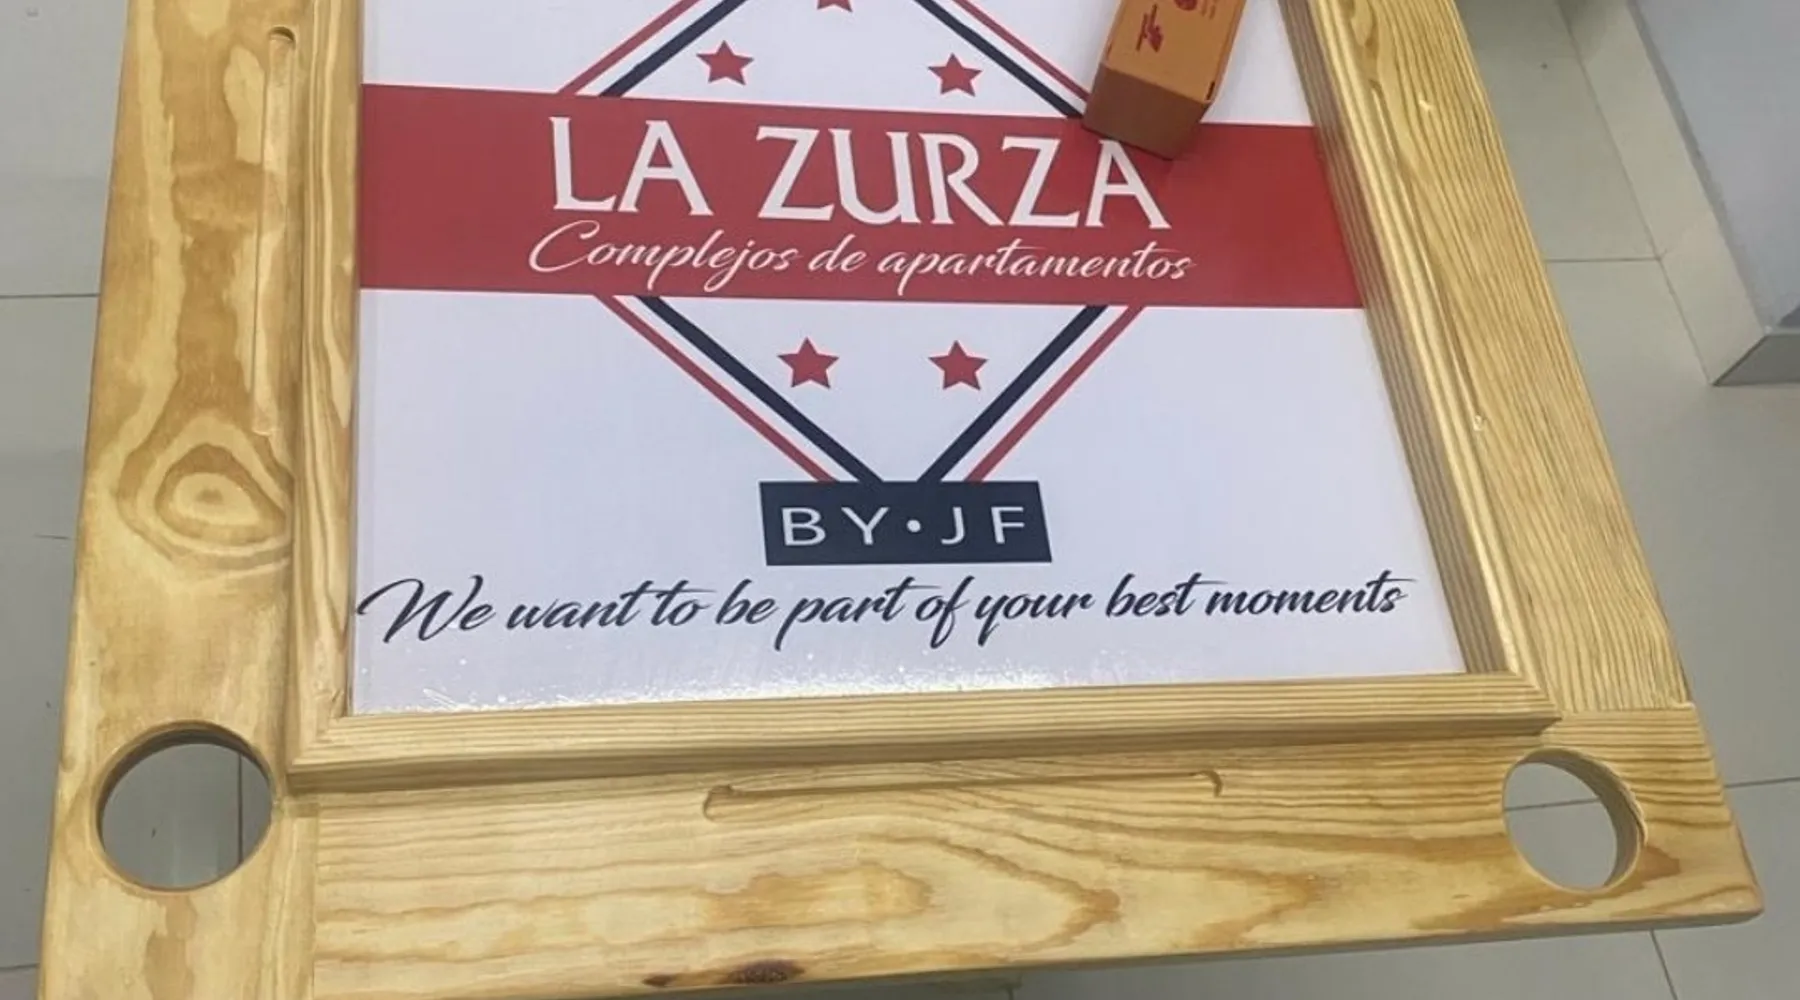 LA ZURZA
Complejos de apartamentos
BY·JF
We want to be part of your best moments